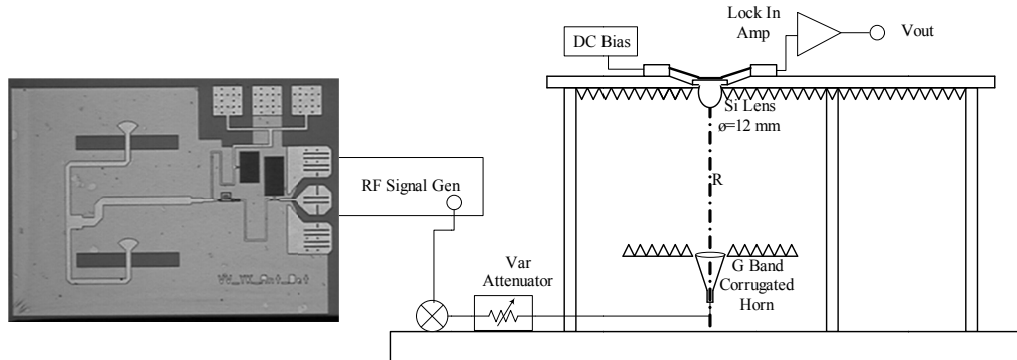 Lock In
Amp
DC Bias
Vout
Si Lens
ø=12 mm
R
RF Signal Gen
Var
Attenuator
G Band
Corrugated
Horn